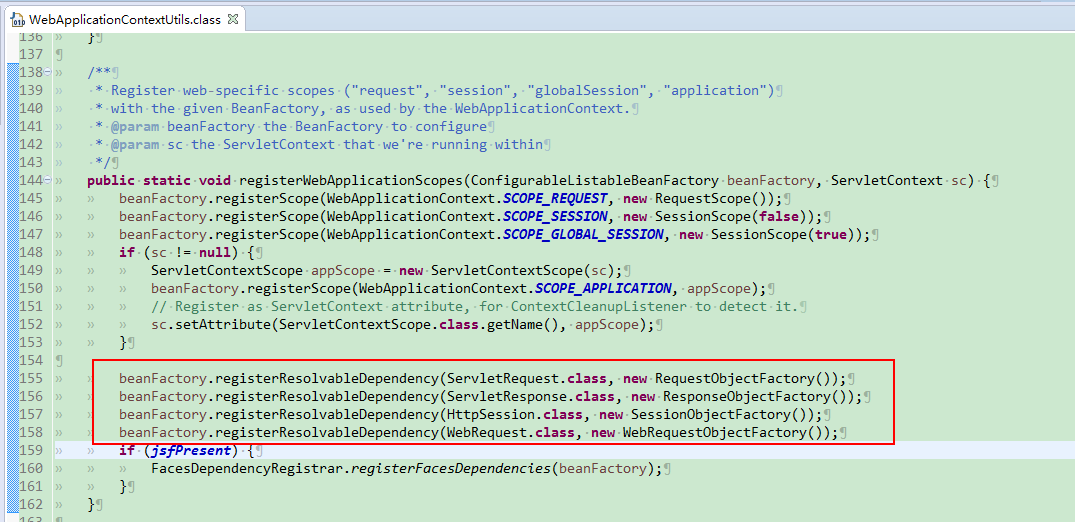 WebApplicationContextUtils.class
136 }
137
138 /**
139 * Register web-specific scopes ("request", "session", "globalSession", "application")
140 * with the given BeanFactory, as used by the WebApplicationContext.
141 * @param beanFactory the BeanFactory to configure
142 * @param sc the ServletContext that we're running within
143 */
144 public static void registerWebApplicationScopes(ConfigurableListableBeanFactory beanFactory, ServletContext sc) {
145 beanFactory.registerScope(WebApplicationContext.SCOPE_REQUEST, new RequestScope());
146 beanFactory.registerScope(WebApplicationContext.SCOPE_SESSION, new SessionScope(false));
147 beanFactory.registerScope(WebApplicationContext.SCOPE_GLOBAL_SESSION, new SessionScope(true));
148 if (sc != null) {
149 ServletContextScope appScope = new ServletContextScope(sc);
150 beanFactory.registerScope(WebApplicationContext.SCOPE_APPLICATION, appScope);
151 // Register as ServletContext attribute, for ContextCleanupListener to detect it.
152 sc.setAttribute(ServletContextScope.class.getName(), appScope);
153 }
154
155 beanFactory.registerResolvableDependency(ServletRequest.class, new RequestObjectFactory());
156 beanFactory.registerResolvableDependency(ServletResponse.class, new ResponseObjectFactory());
157 beanFactory.registerResolvableDependency(HttpSession.class, new SessionObjectFactory());
158 beanFactory.registerResolvableDependency(WebRequest.class, new WebRequestObjectFactory());
159 if (jsfPresent) {
160 FacesDependencyRegistrar.registerFacesDependencies(beanFactory);
161 }
162 }
163